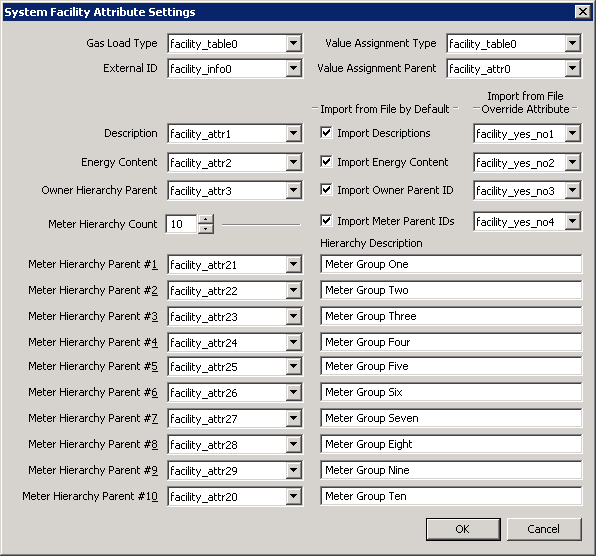 System Facility Attribute Settings
Gas Load Type facility_table0 Value Assignment Type facility_table0
External ID facility_info0 Value Assignment Parent facility_attr0
Import from File
Import from File by Default Override Attribute
Description facility_attr1 Import Descriptions facility_yes_no1
Energy Content facility_attr2 Import Energy Content facility_yes_no2
Owner Hierarchy Parent facility_attr3 Import Owner Parent ID facility_yes_no3
Meter Hierarchy Count 10 Import Meter Parent IDs facility_yes_no4
Hierarchy Description
Meter Hierarchy Parent #1 facility_attr21 Meter Group One
Meter Hierarchy Parent #2 facility_attr22 Meter Group Two
Meter Hierarchy Parent #3 facility_attr23 Meter Group Three
Meter Hierarchy Parent #4 facility_attr24 Meter Group Four
Meter Hierarchy Parent #5 facility_attr25 Meter Group Five
Meter Hierarchy Parent #6 facility_attr26 Meter Group Six
Meter Hierarchy Parent #7 facility_attr27 Meter Group Seven
Meter Hierarchy Parent #8 facility_attr28 Meter Group Eight
Meter Hierarchy Parent #9 facility_attr29 Meter Group Nine
Meter Hierarchy Parent #10 facility_attr20 Meter Group Ten
OK Cancel